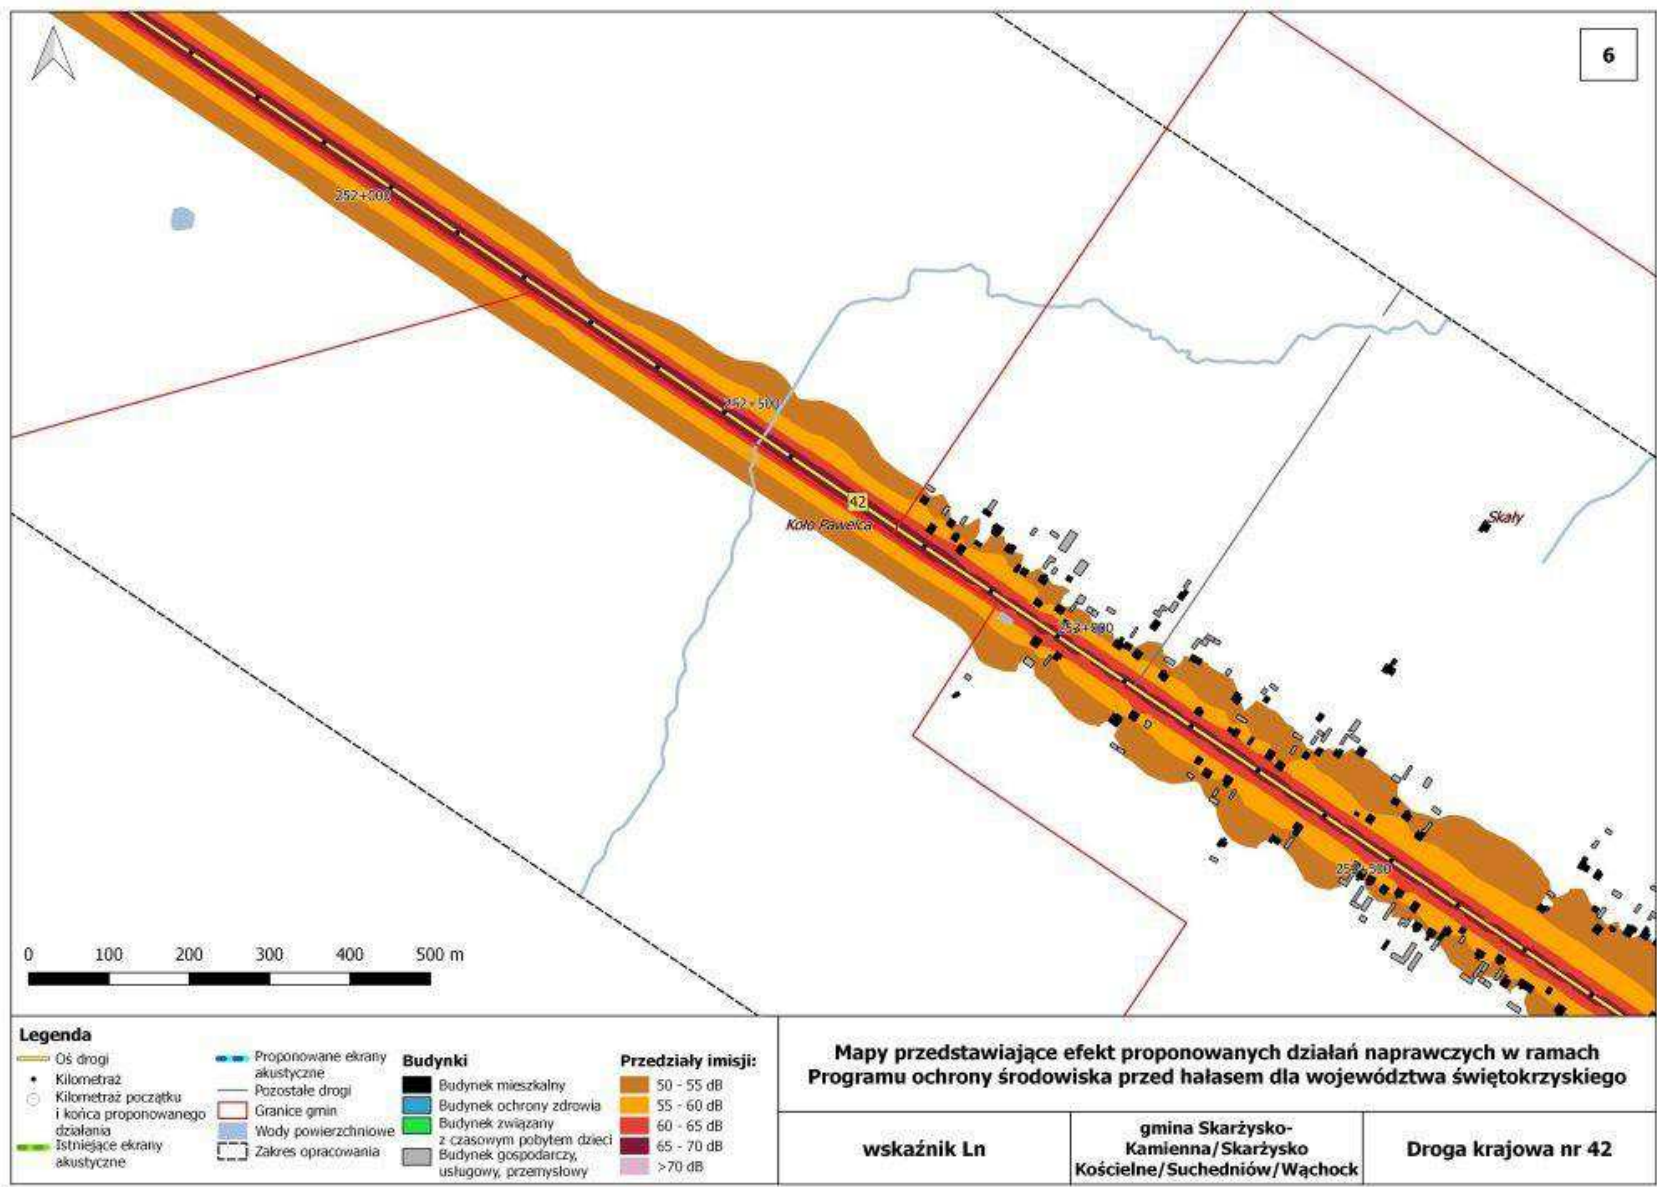 6
252+000
252+500
42
Koło Pawelca
Skały
253+000
0 100 200 300 400 500 m
Legenda
Oś drogi
Kilometraż
Kilometraż początku
i końca proponowanego
działania
Istniejące ekrany
akustyczne
Proponowane ekrany
akustyczne
Pozostałe drogi
Granice gmin
Wody powierzchniowe
Zakres opracowania
Budynki
Budynek mieszkalny
Budynek ochrony zdrowia
Budynek związany
z czasowym pobytem dzieci
Budynek gospodarczy,
usługowy, przemysłowy
Przedziały imisji:
50 - 55 dB
55 - 60 dB
60 - 65 dB
65 - 70 dB
>70 dB
Mapy przedstawiające efekt proponowanych działań naprawczych w ramach
Programu ochrony środowiska przed hałasem dla województwa świętokrzyskiego
wskaźnik Ln
gmina Skarżysko-
Kamienna/Skarżysko
Kościelne/Suchedniów/Wąchock
Droga krajowa nr 42